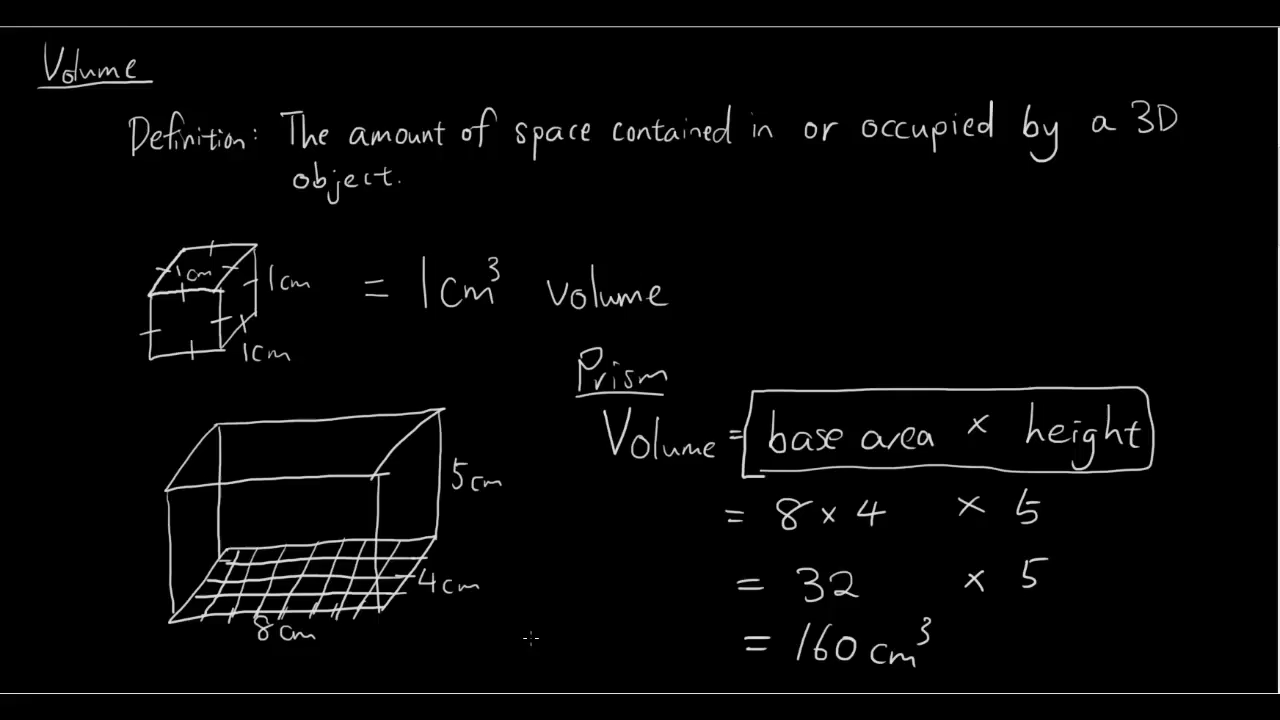 Volume
Definition: The amount of space contained in or occupied by a 3D
object.
1cm
1cm
1cm
= 1cm³ volume
Prism
Volume = base area × height
= 8 × 4 × 5
= 32 × 5
= 160 cm³
5cm
4cm
8cm